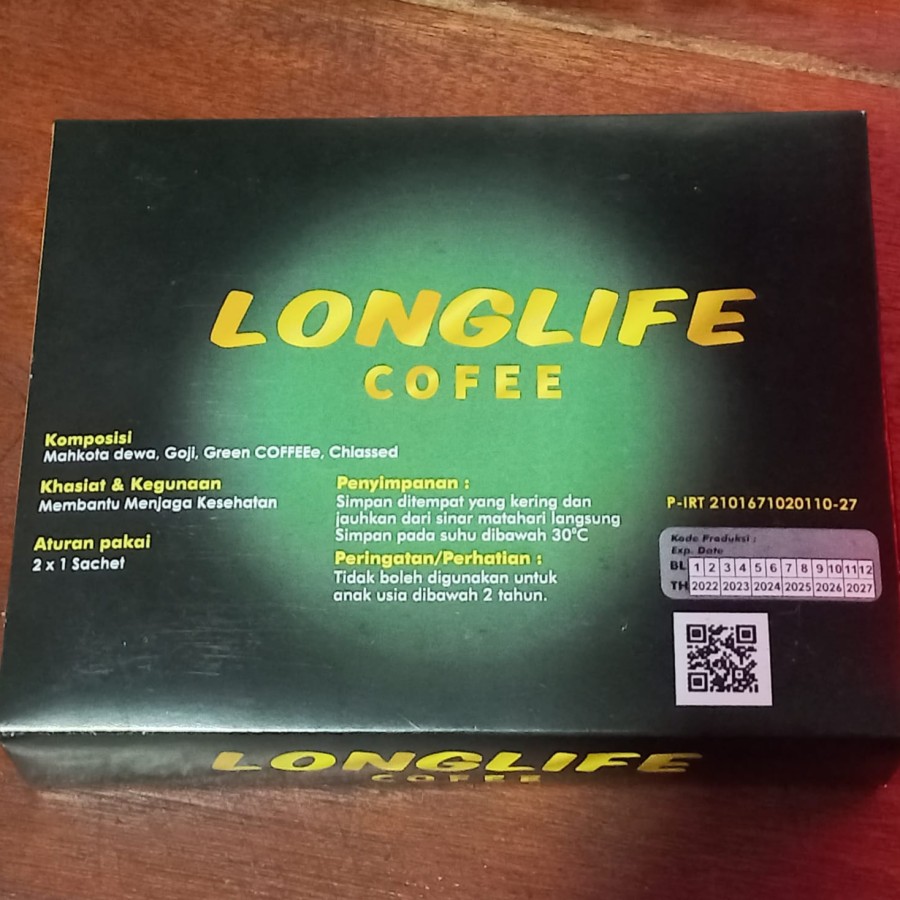 LONGLIFE
COFEE
Komposisi
Mahkota dewa, Goji, Green COFFEEe, Chiassed
Khasiat & Kegunaan
Membantu Menjaga Kesehatan
Aturan pakai
2 x 1 Sachet
Penyimpanan :
Simpan ditempat yang kering dan
jauhkan dari sinar matahari langsung
Simpan pada suhu dibawah 30°C
Peringatan/Perhatian :
Tidak boleh digunakan untuk
anak usia dibawah 2 tahun.
P-IRT 2101671020110-27
Kode Produksi :
Exp. Date
BL 1 2 3 4 5 6 7 8 9 10 11 12
TH 2022 2023 2024 2025 2026 2027
LONGLIFE
COFEE